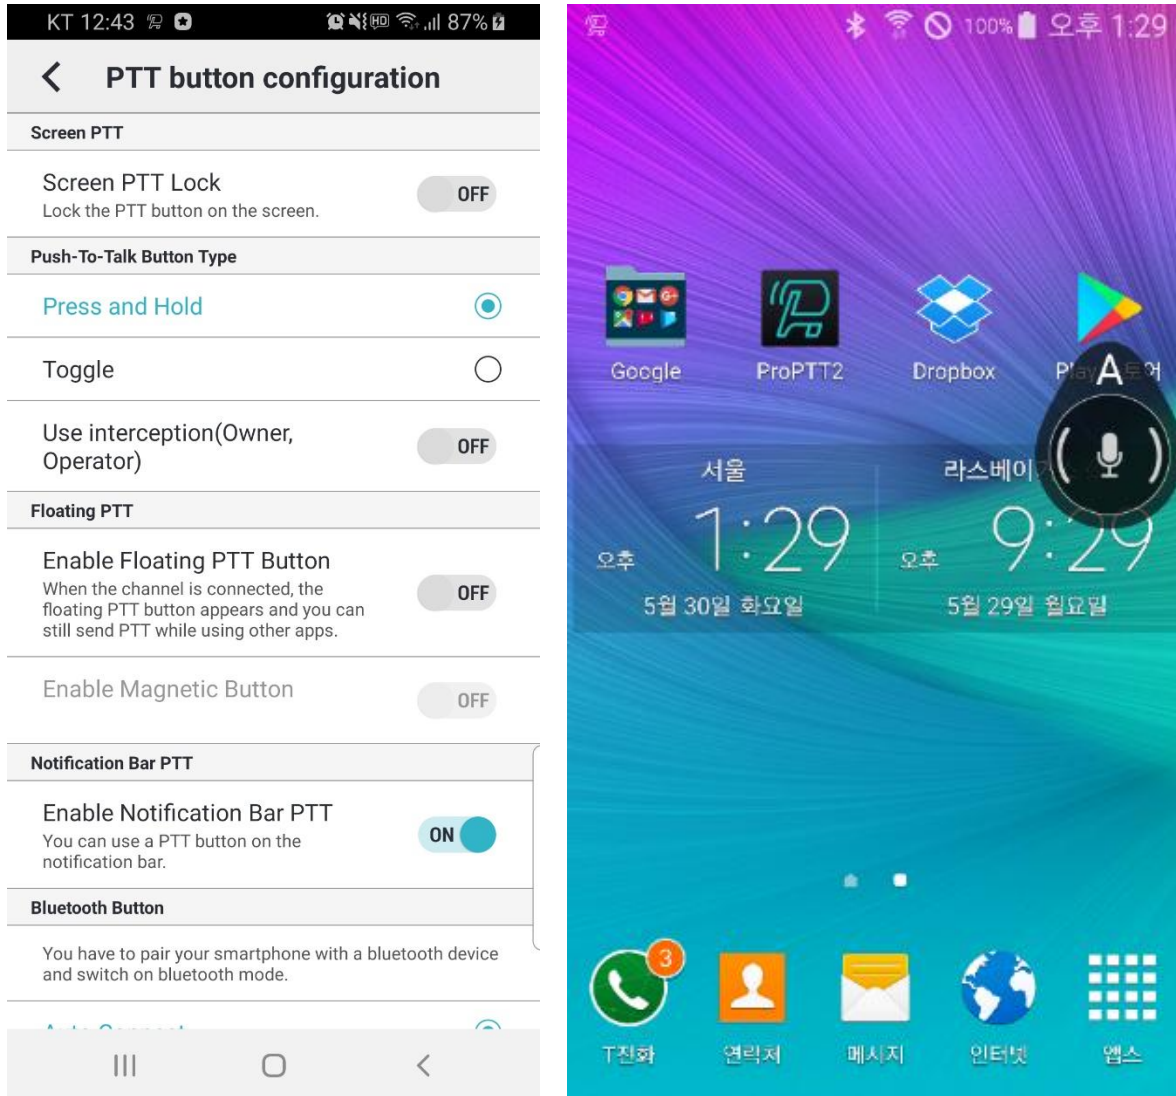 KT 12:43
HD
87%
PTT button configuration
Screen PTT
Screen PTT Lock
OFF
Lock the PTT button on the screen.
Push-To-Talk Button Type
Press and Hold
Toggle
Use interception(Owner,
Operator)
OFF
Floating PTT
Enable Floating PTT Button
When the channel is connected, the
floating PTT button appears and you can
still send PTT while using other apps.
OFF
Enable Magnetic Button
OFF
Notification Bar PTT
Enable Notification Bar PTT
You can use a PTT button on the
notification bar.
ON
Bluetooth Button
You have to pair your smartphone with a bluetooth device
and switch on bluetooth mode.
Auto Connect
100% 오후 1:29
Google
ProPTT2
Dropbox
A
서울
라스베이
오후 1:29
오후 9:29
5월 30일 화요일
5월 29일 월요일
3
T전화
연락처
메시지
인터넷
앱스